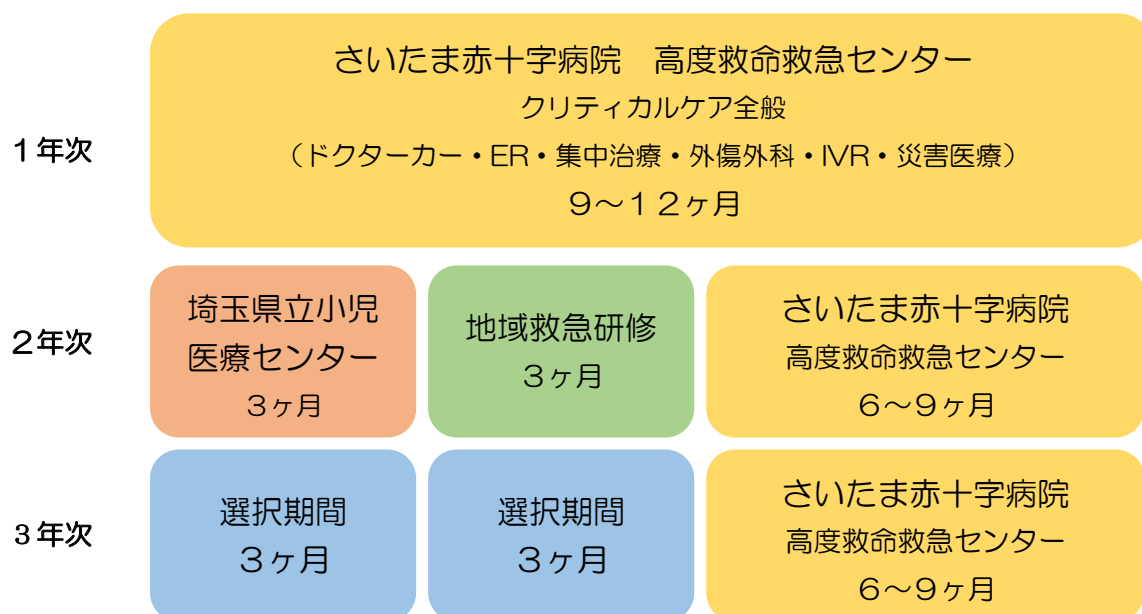 1年次
さいたま赤十字病院　高度救命救急センター
クリティカルケア全般
（ドクターカー・ER・集中治療・外傷外科・IVR・災害医療）
９～１２ヶ月
2年次
埼玉県立小児
医療センター
３ヶ月
地域救急研修
３ヶ月
さいたま赤十字病院
高度救命救急センター
６～９ヶ月
3年次
選択期間
３ヶ月
選択期間
３ヶ月
さいたま赤十字病院
高度救命救急センター
６～９ヶ月